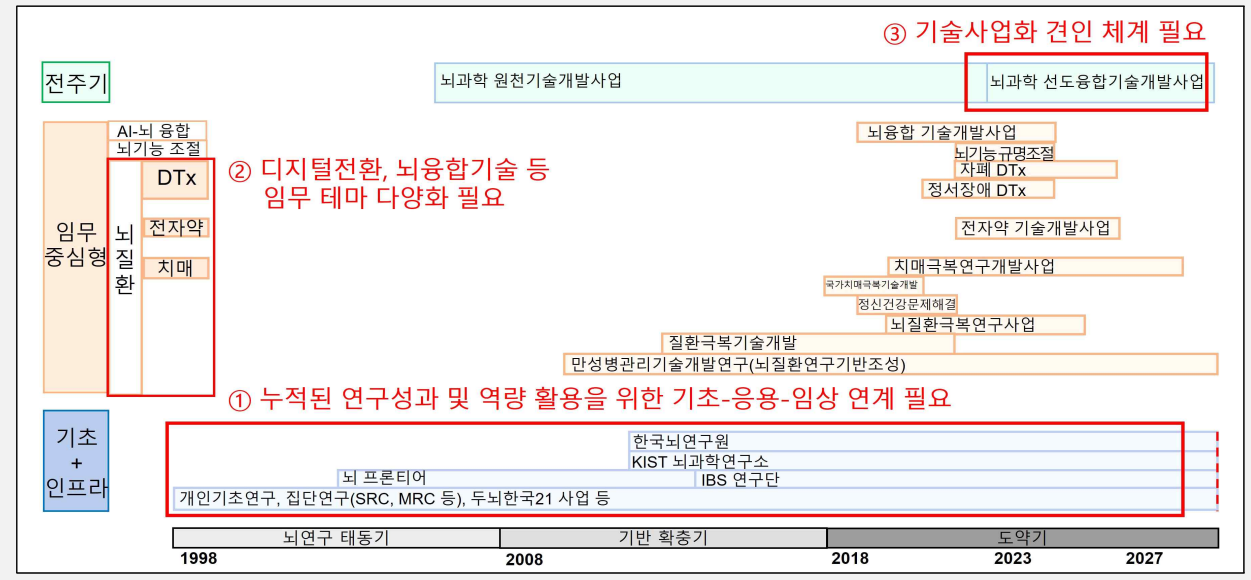 ③ 기술사업화 견인 체계 필요
전주기
뇌과학 원천기술개발사업
뇌과학 선도융합기술개발사업
AI-뇌 융합
뇌기능 조절
임무
중심형
뇌
질
환
DTx
전자약
치매
② 디지털전환, 뇌융합기술 등
임무 테마 다양화 필요
뇌융합 기술개발사업
뇌기능 규명조절
자폐 DTx
정서장애 DTx
전자약 기술개발사업
치매극복연구개발사업
국가치매극복기술개발
정신건강문제해결
뇌질환극복연구사업
질환극복기술개발
만성병관리기술개발연구(뇌질환연구기반조성)
① 누적된 연구성과 및 역량 활용을 위한 기초-응용-임상 연계 필요
기초
+
인프라
한국뇌연구원
KIST 뇌과학연구소
뇌 프론티어
IBS 연구단
개인기초연구, 집단연구(SRC, MRC 등), 두뇌한국21 사업 등
뇌연구 태동기
기반 확충기
도약기
1998
2008
2018
2023
2027